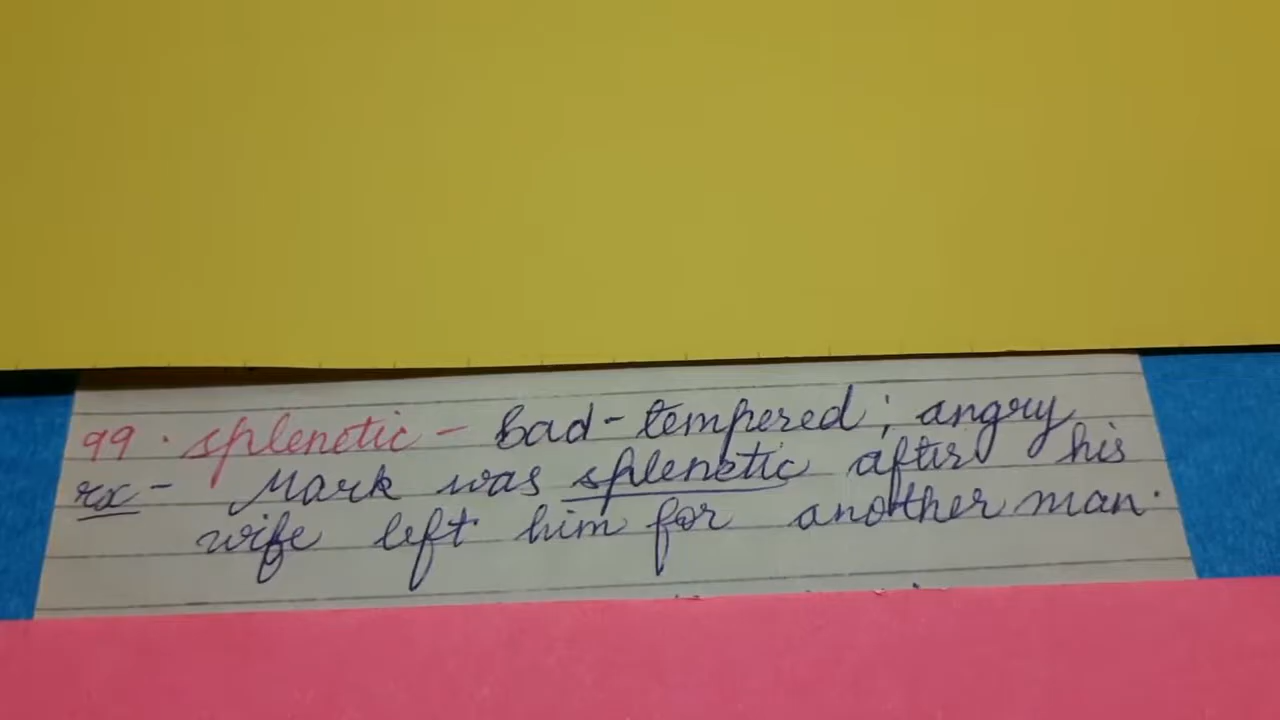 99. splenetic - bad-tempered; angry
ex- Mark was splenetic after his
wife left him for another man.